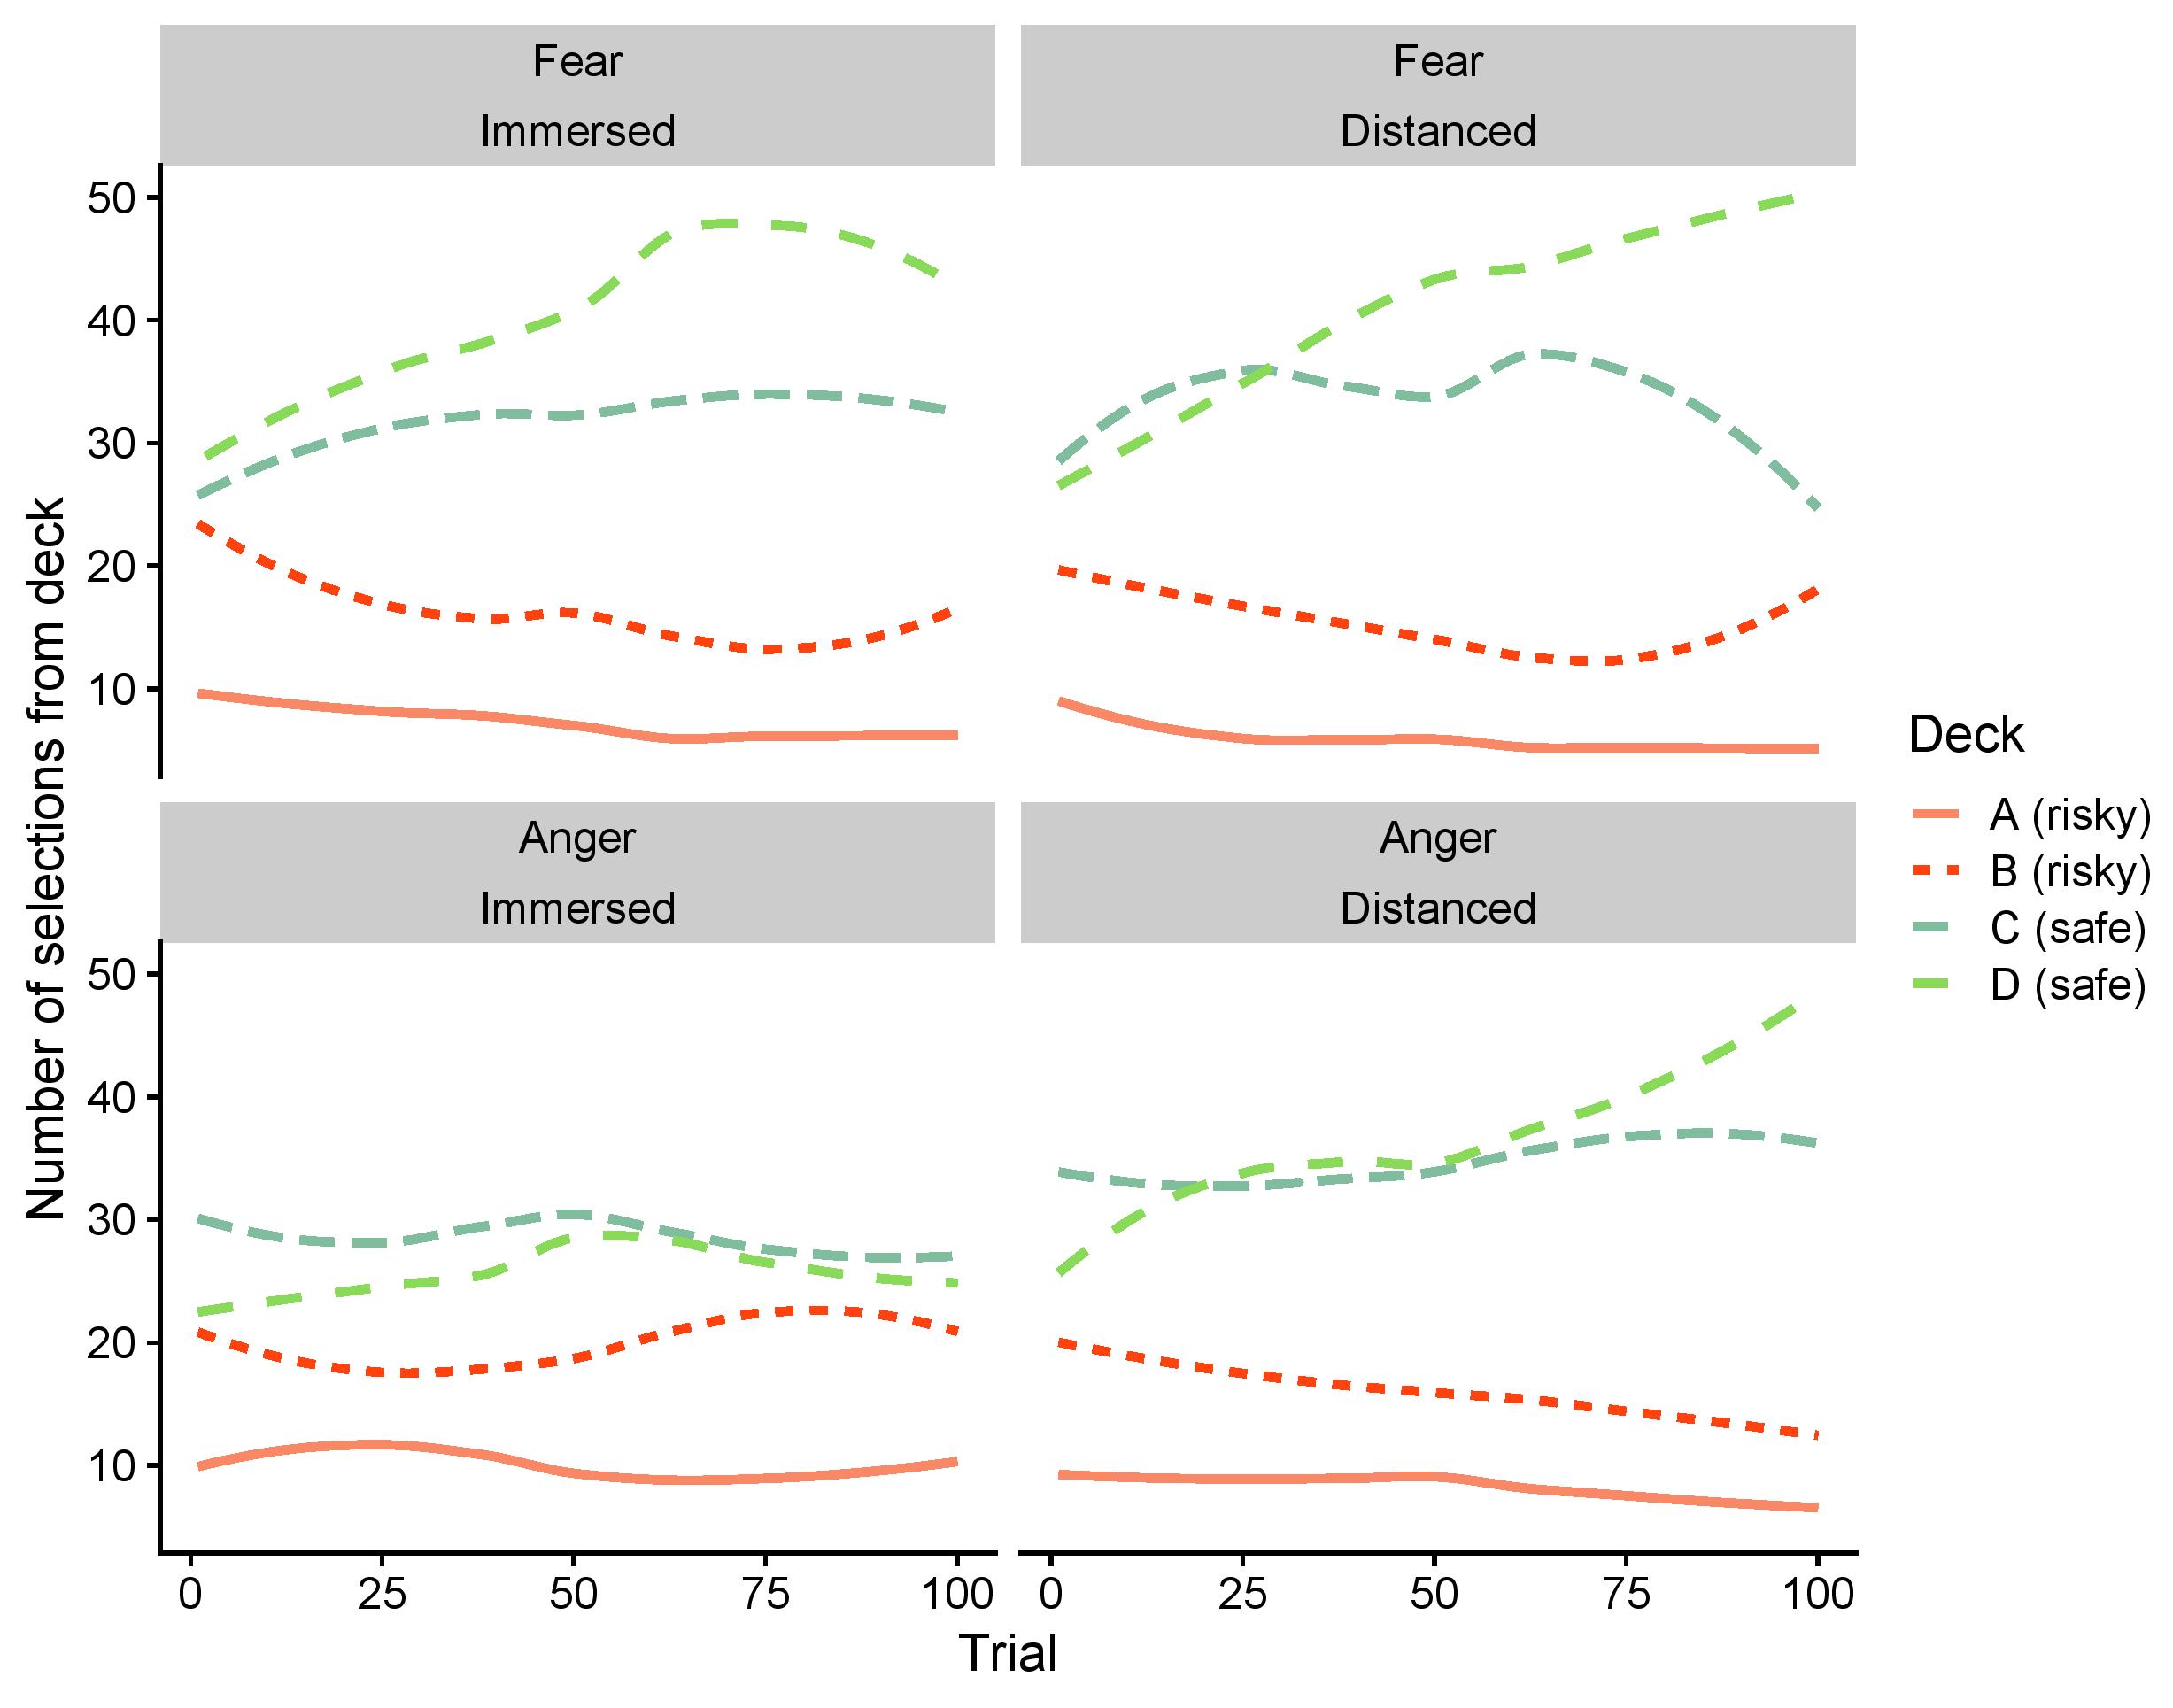 Fear
Immersed
Fear
Distanced
50
40
30
20
10
Anger
Immersed
Anger
Distanced
50
40
30
20
10
0
25
50
75
100
0
25
50
75
100
Trial
Number of selections from deck
Deck
A (risky)
B (risky)
C (safe)
D (safe)